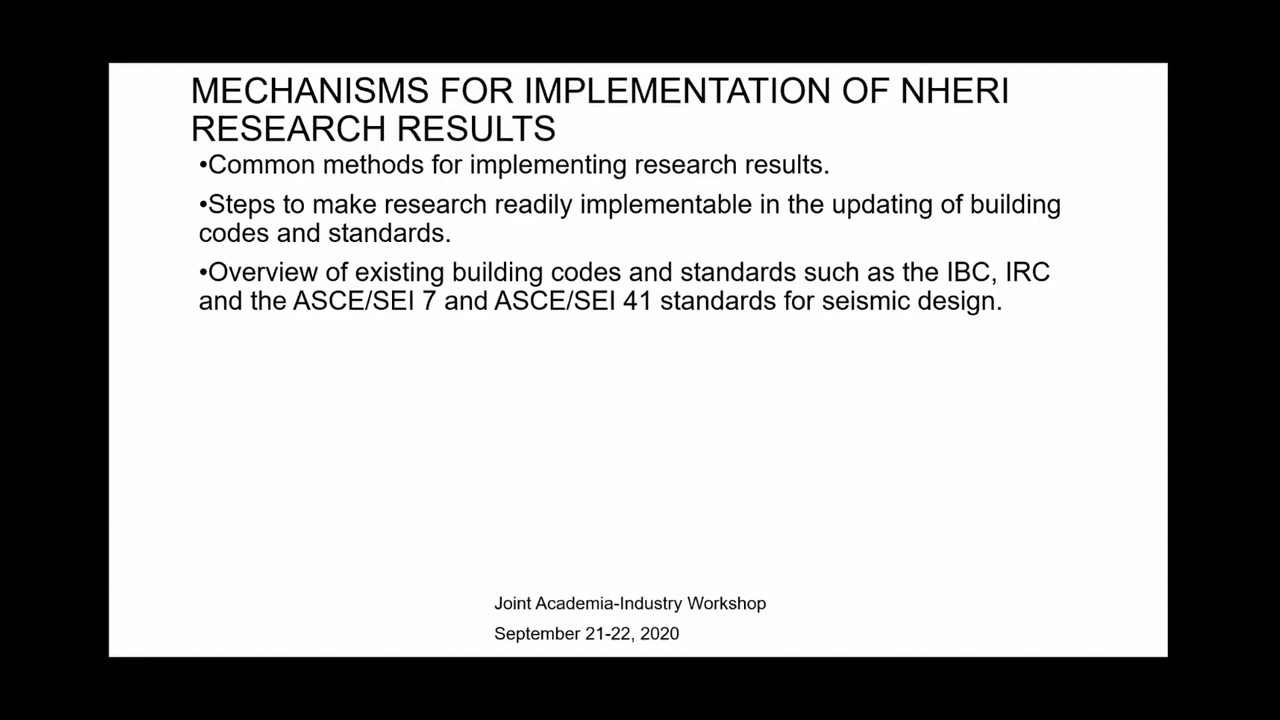 MECHANISMS FOR IMPLEMENTATION OF NHERI
RESEARCH RESULTS
•Common methods for implementing research results.
•Steps to make research readily implementable in the updating of building
codes and standards.
•Overview of existing building codes and standards such as the IBC, IRC
and the ASCE/SEI 7 and ASCE/SEI 41 standards for seismic design.
Joint Academia-Industry Workshop
September 21-22, 2020